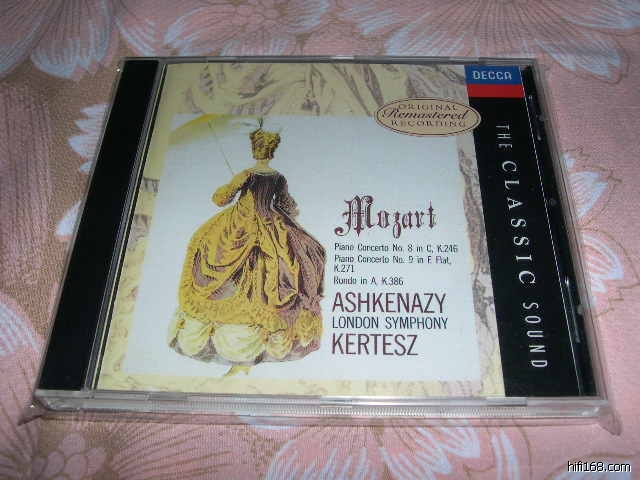 DECCA
ORIGINAL
Remastered
RECORDING
THE CLASSIC SOUND
Mozart
Piano Concerto No. 8 in C, K.246
Piano Concerto No. 9 in E Flat,
K.271
Rondo in A, K.386
ASHKENAZY
LONDON SYMPHONY
KERTESZ
hifi168.com